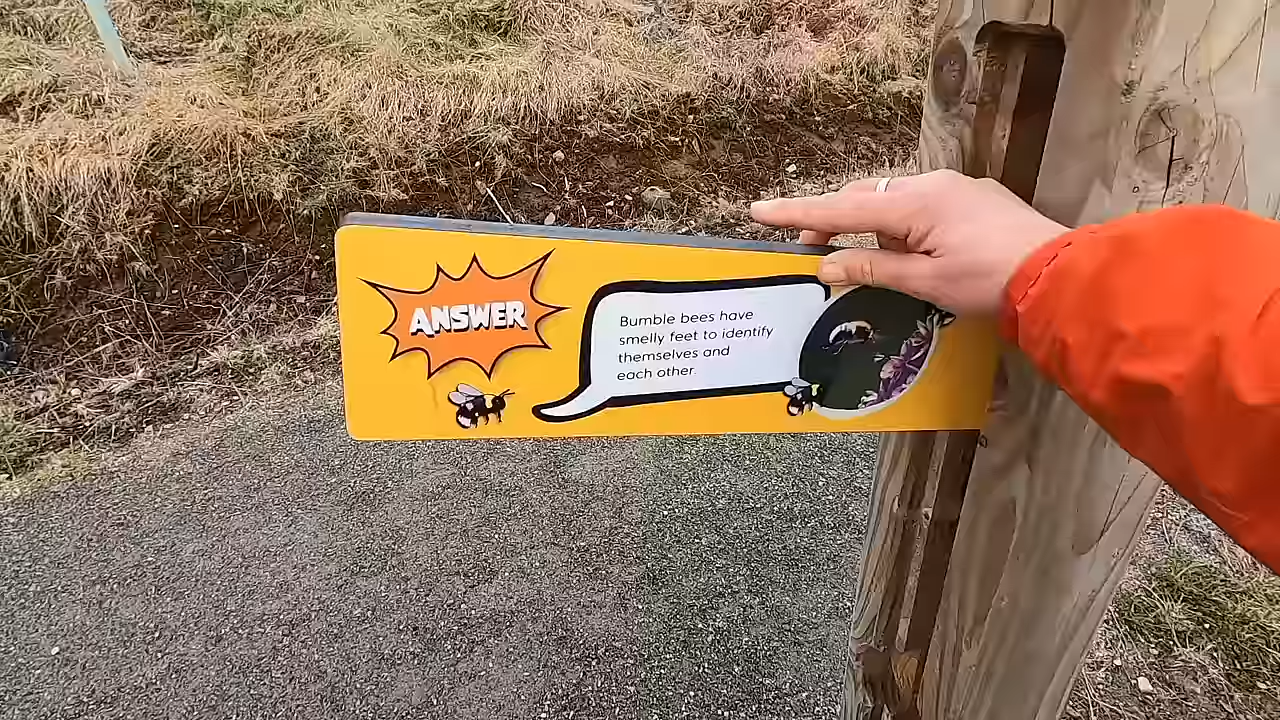 ANSWER
Bumble bees have
smelly feet to identify
themselves and
each other.